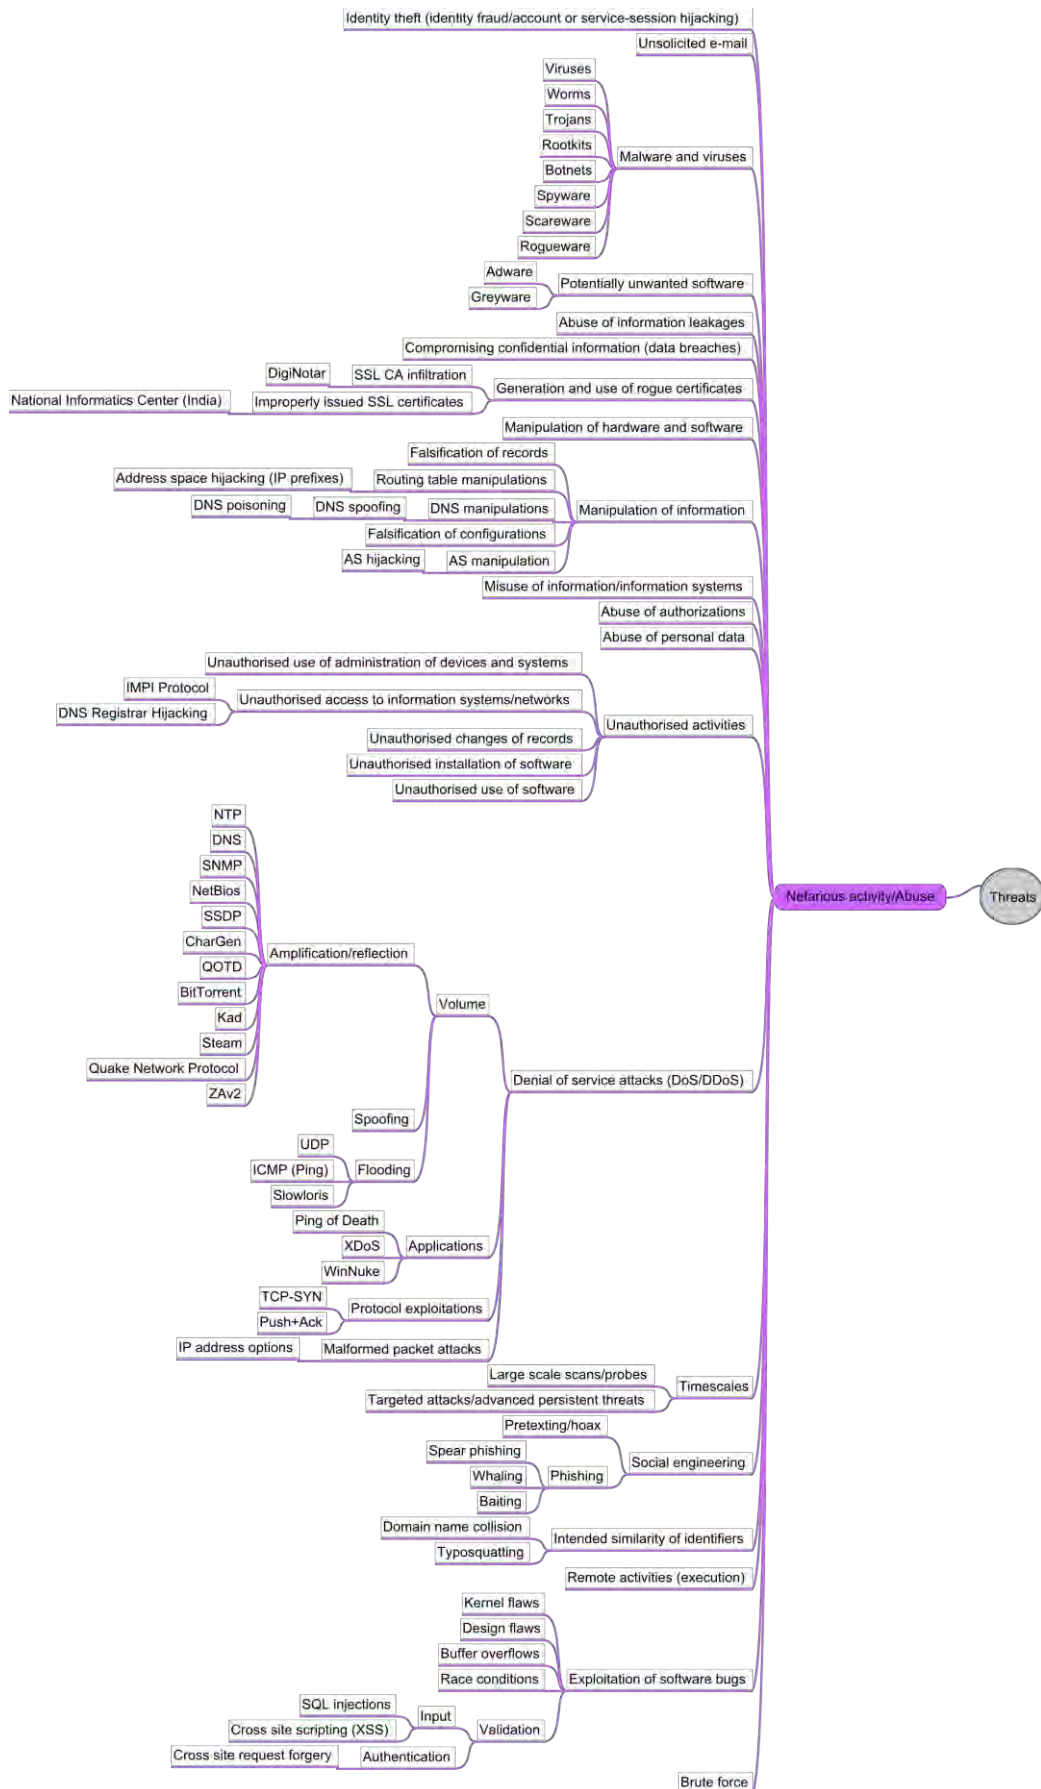 Identity theft (identity fraud/account or service-session hijacking)
Unsolicited e-mail
Viruses
Worms
Trojans
Rootkits
Botnets
Spyware
Scareware
Rogueware
Malware and viruses
Adware
Greyware
Potentially unwanted software
Abuse of information leakages
Compromising confidential information (data breaches)
DigiNotar
SSL CA infiltration
National Informatics Center (India)
Improperly issued SSL certificates
Generation and use of rogue certificates
Manipulation of hardware and software
Falsification of records
Address space hijacking (IP prefixes)
Routing table manipulations
DNS poisoning
DNS spoofing
DNS manipulations
Falsification of configurations
AS hijacking
AS manipulation
Manipulation of information
Misuse of information/information systems
Abuse of authorizations
Abuse of personal data
Unauthorised use of administration of devices and systems
IMPI Protocol
DNS Registrar Hijacking
Unauthorised access to information systems/networks
Unauthorised changes of records
Unauthorised installation of software
Unauthorised use of software
Unauthorised activities
NTP
DNS
SNMP
NetBios
SSDP
CharGen
QOTD
BitTorrent
Kad
Steam
Quake Network Protocol
ZAv2
Amplification/reflection
Spoofing
UDP
ICMP (Ping)
Slowloris
Flooding
Volume
Ping of Death
XDoS
WinNuke
Applications
TCP-SYN
Push+Ack
Protocol exploitations
IP address options
Malformed packet attacks
Denial of service attacks (DoS/DDoS)
Nefarious activity/Abuse
Threats
Large scale scans/probes
Targeted attacks/advanced persistent threats
Timescales
Pretexting/hoax
Spear phishing
Whaling
Baiting
Phishing
Social engineering
Domain name collision
Typosquatting
Intended similarity of identifiers
Remote activities (execution)
Kernel flaws
Design flaws
Buffer overflows
Race conditions
SQL injections
Cross site scripting (XSS)
Input
Cross site request forgery
Authentication
Validation
Exploitation of software bugs
Brute force